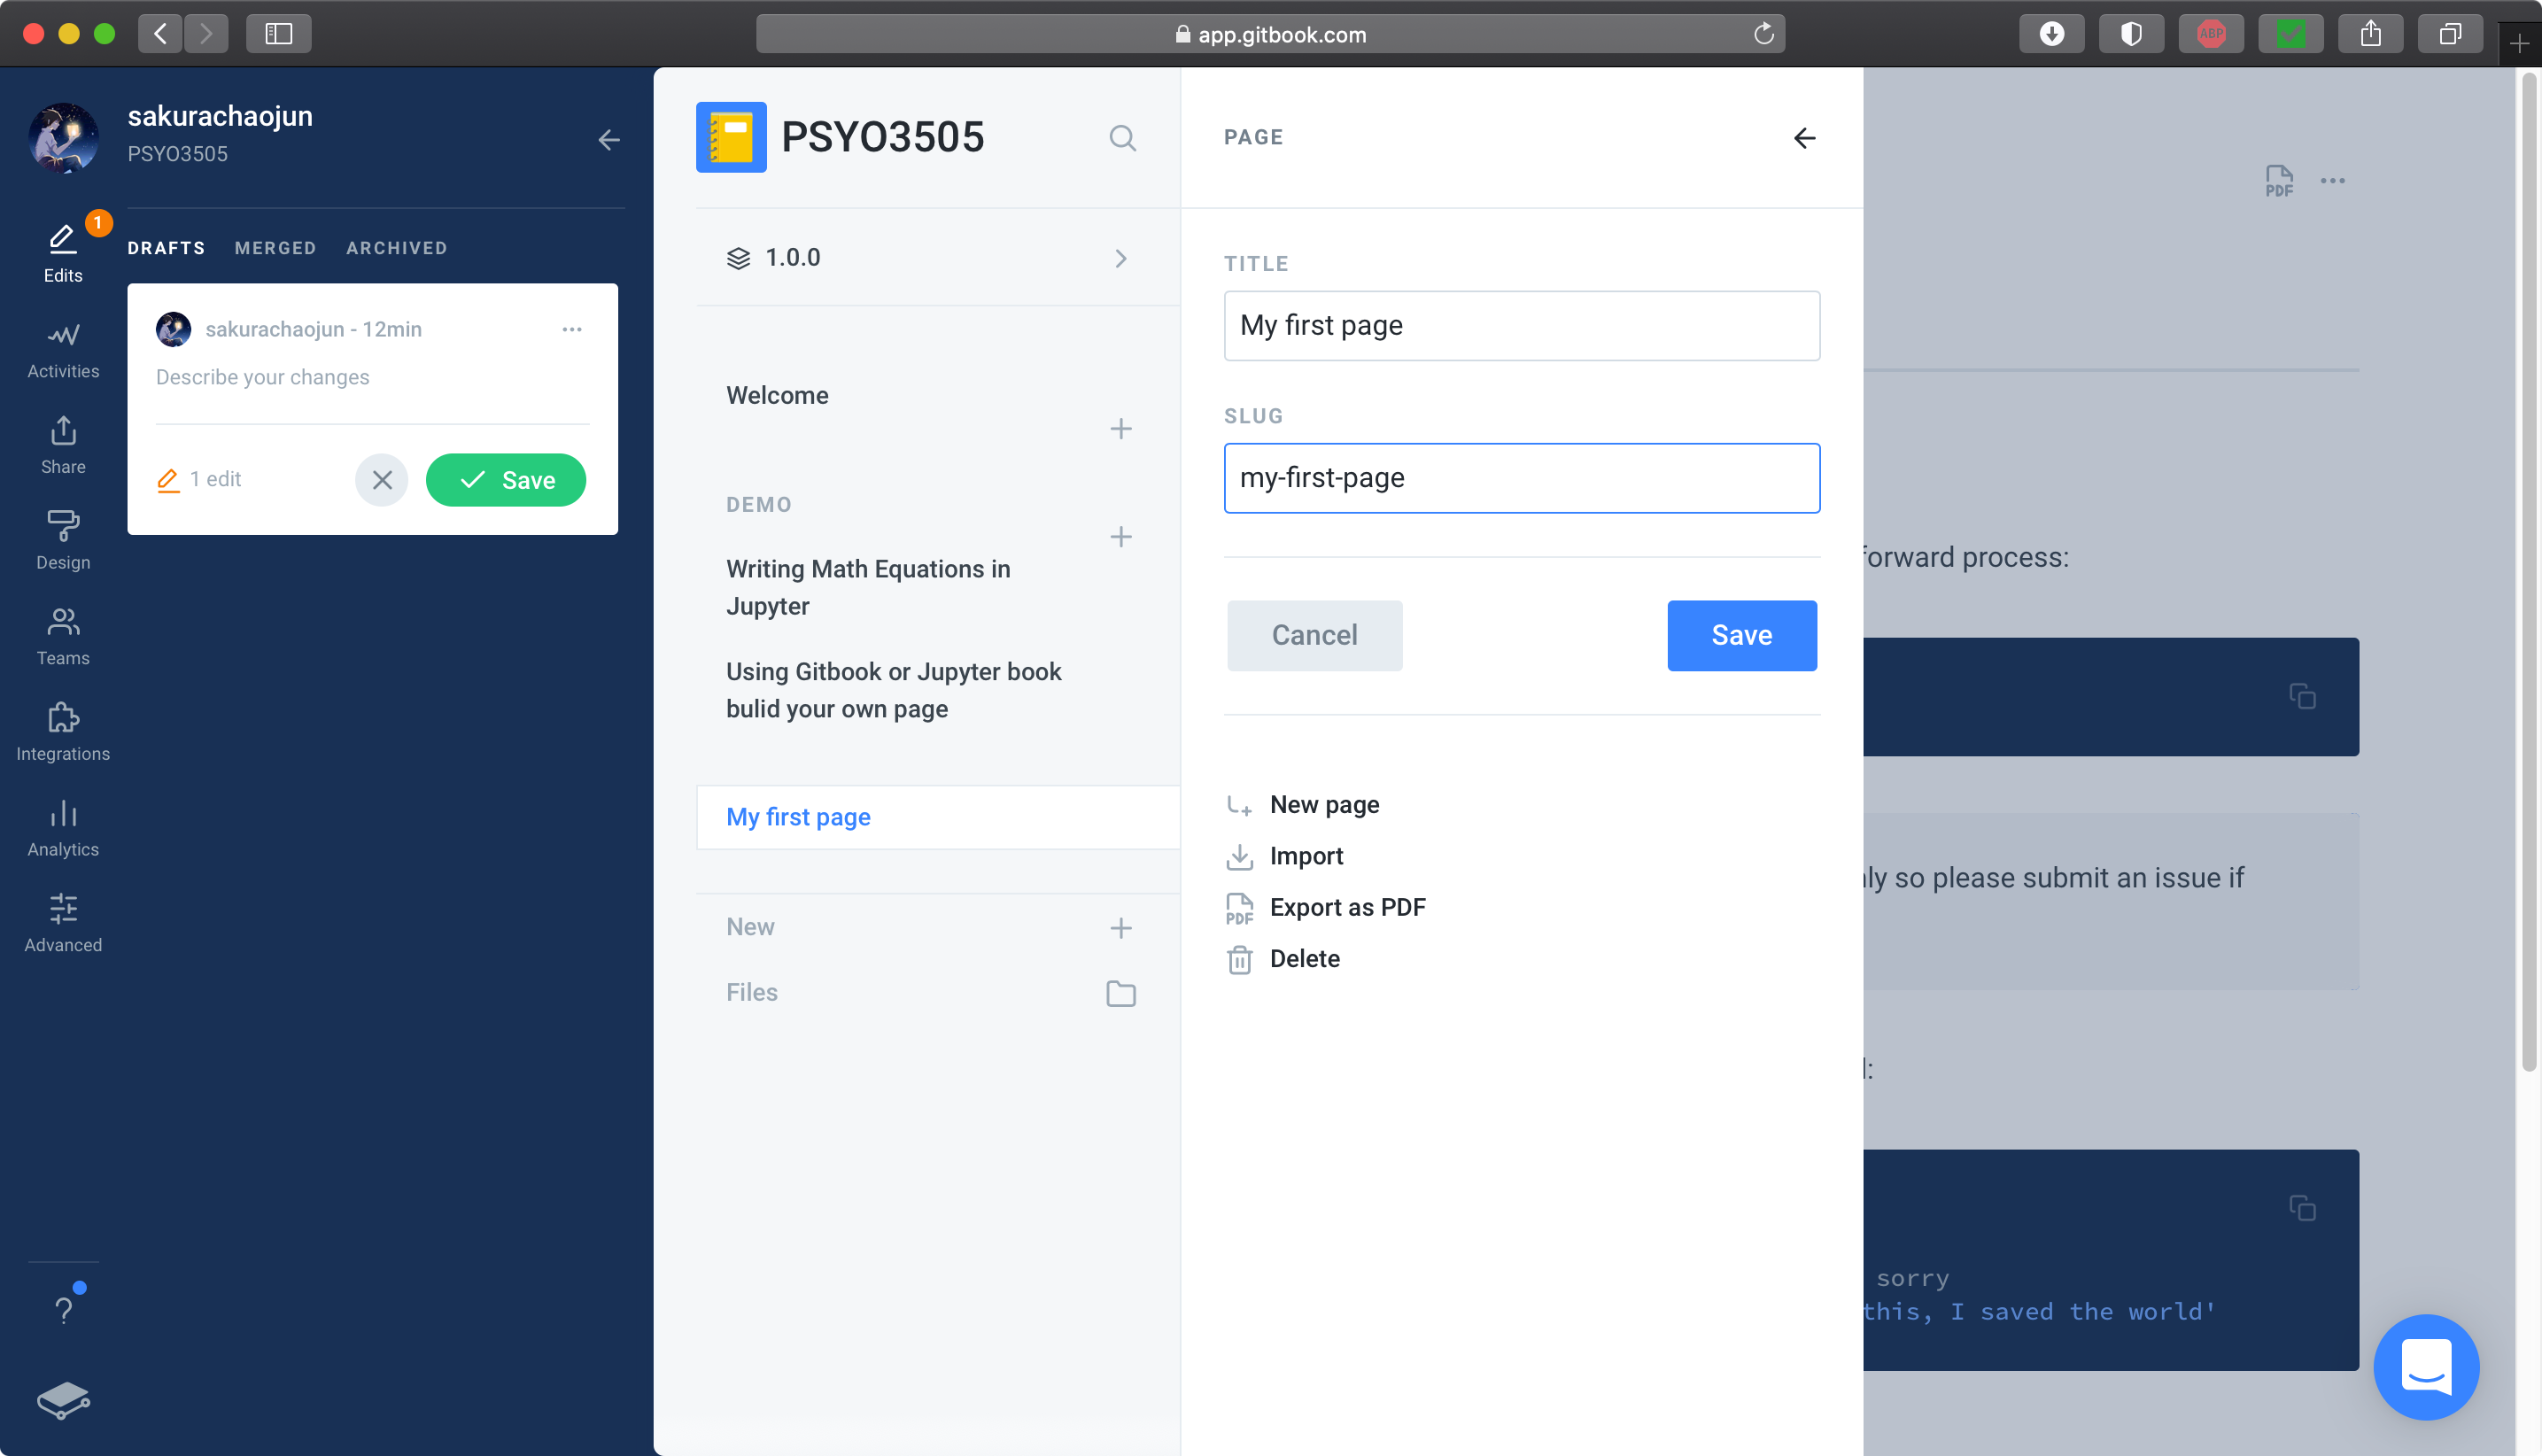 app.gitbook.com
ABP
sakurachaojun
PSYO3505
1
Edits
Activities
Share
Design
Teams
Integrations
Analytics
Advanced
?
DRAFTS MERGED ARCHIVED
sakurachaojun - 12min
Describe your changes
1 edit
Save
PSYO3505
1.0.0
Welcome
DEMO
Writing Math Equations in
Jupyter
Using Gitbook or Jupyter book
bulid your own page
My first page
New
Files
PAGE
TITLE
My first page
SLUG
my-first-page
Cancel
Save
New page
Import
PDF
Export as PDF
Delete
PDF
forward process:
so please submit an issue if
sorry
this, I saved the world'